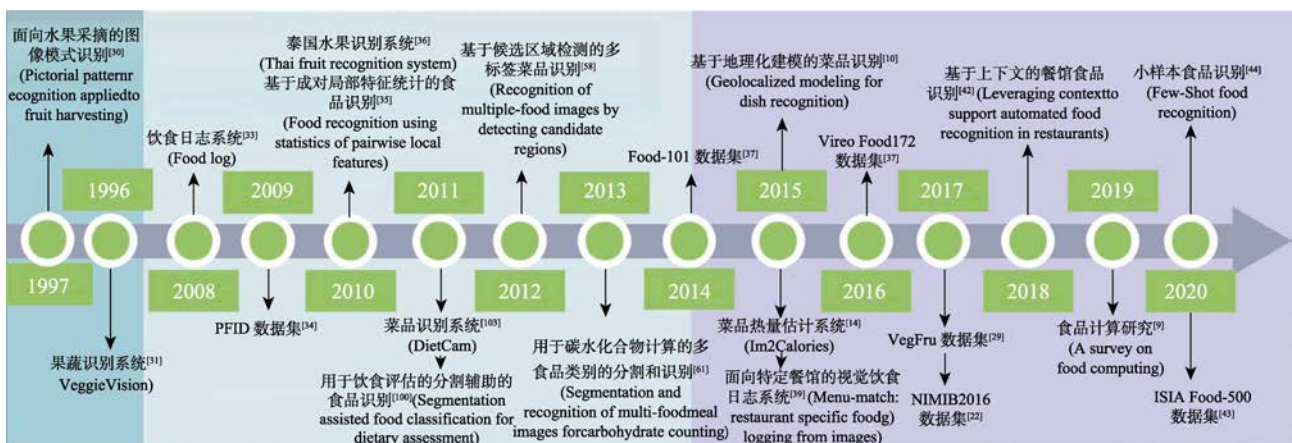 面向水果采摘的图
像模式识别[30]
(Pictorial patternr
ecognition appliedto
fruit harvesting)
1997
1996
果蔬识别系统[31]
VeggieVision)
饮食日志系统[33]
(Food log)
2008
2009
PFID 数据集[34]
泰国水果识别系统[36]
(Thai fruit recognition system)
基于成对局部特征统计的食
品识别[35]
(Food recognition using
statistics of pairwise local
features)
2010
2011
菜品识别系统[103]
(DietCam)
用于饮食评估的分割辅助的
食品识别[100](Segmentation
assisted food classification for
dietary assessment)
基于候选区域检测的多
标签菜品识别[58]
(Recognition of
multiple-food images by
detecting candidate
regions)
2012
2013
用于碳水化合物计算的多
食品类别的分割和识别[61]
(Segmentation and
recognition of multi-foodmeal
images forcarbohydrate counting)
Food-101 数据集[37]
2014
基于地理化建模的菜品识别[10]
(Geolocalized modeling for
dish recognition)
2015
菜品热量估计系统[14]
(Im2Calories)
面向特定餐馆的视觉饮食
日志系统[39](Menu-match:
restaurant specific foodg)
logging from images)
Vireo Food172
数据集[37]
2016
2017
VegFru 数据集[29]
NIMIB2016
数据集[22]
基于上下文的餐馆食品
识别[42](Leveraging contextto
support automated food
recognition in restaurants)
2018
2019
食品计算研究[9]
(A survey on
food computing)
小样本食品识别[44]
(Few-Shot food
recognition)
2020
ISIA Food-500
数据集[43]